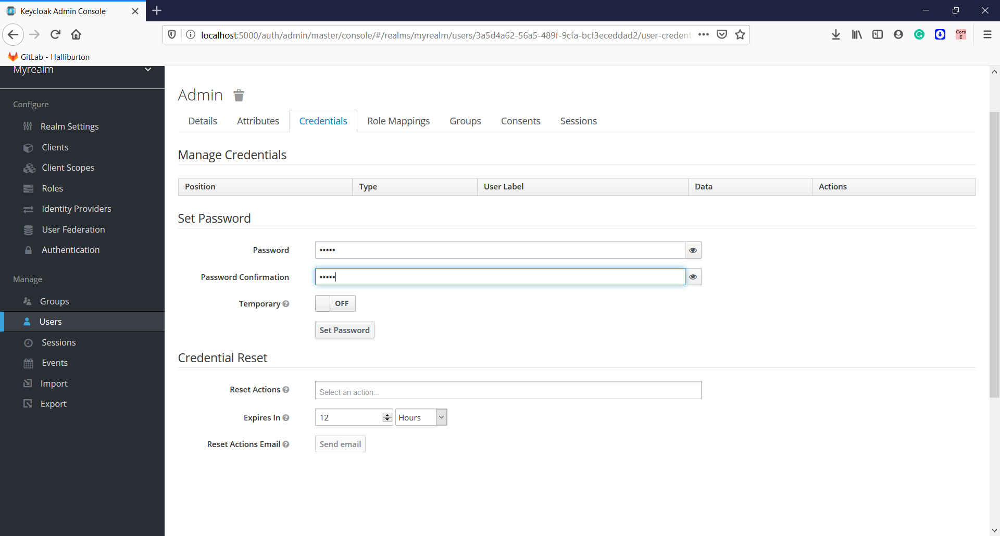 Keycloak Admin Console
localhost:5000/auth/admin/master/console/#/realms/myrealm/users/3a5d4a62-56a5-489f-9cfa-bcf3eceddad2/user-credent
Cors
E
GitLab - Halliburton
Myrealm
Configure
Realm Settings
Clients
Client Scopes
Roles
Identity Providers
User Federation
Authentication
Manage
Groups
Users
Sessions
Events
Import
Export
Admin
Details Attributes Credentials Role Mappings Groups Consents Sessions
Manage Credentials
Position Type User Label Data Actions
Set Password
Password •••••
Password Confirmation •••••
Temporary OFF
Set Password
Credential Reset
Reset Actions Select an action...
Expires In 12 Hours
Reset Actions Email Send email